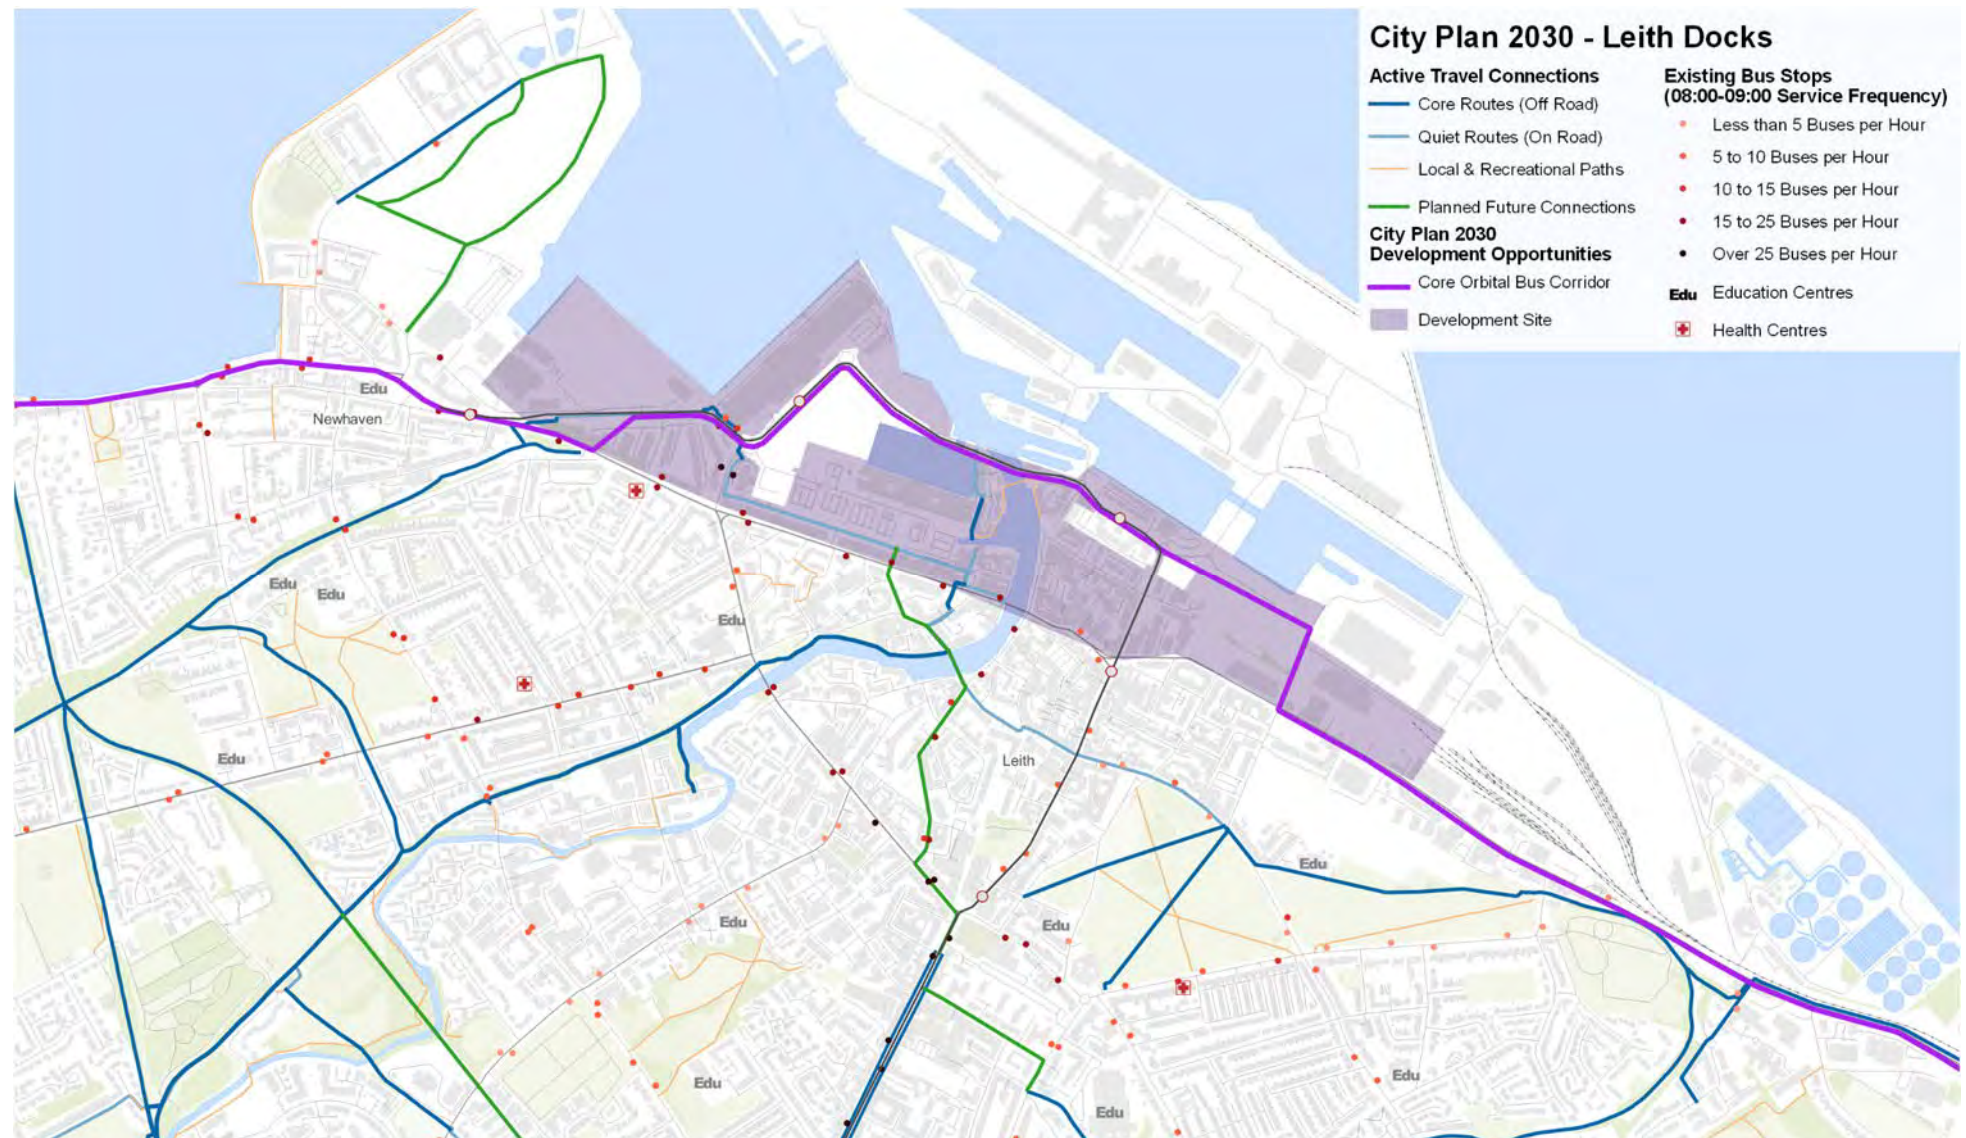 City Plan 2030 - Leith Docks
Active Travel Connections
Core Routes (Off Road)
Quiet Routes (On Road)
Local & Recreational Paths
Planned Future Connections
City Plan 2030
Development Opportunities
Core Orbital Bus Corridor
Development Site
Existing Bus Stops
(08:00-09:00 Service Frequency)
Less than 5 Buses per Hour
5 to 10 Buses per Hour
10 to 15 Buses per Hour
15 to 25 Buses per Hour
Over 25 Buses per Hour
Edu Education Centres
Health Centres
Edu
Newhaven
Edu
Edu
Edu
Edu
Leith
Edu
Edu
Edu
Edu
Edu
Edu